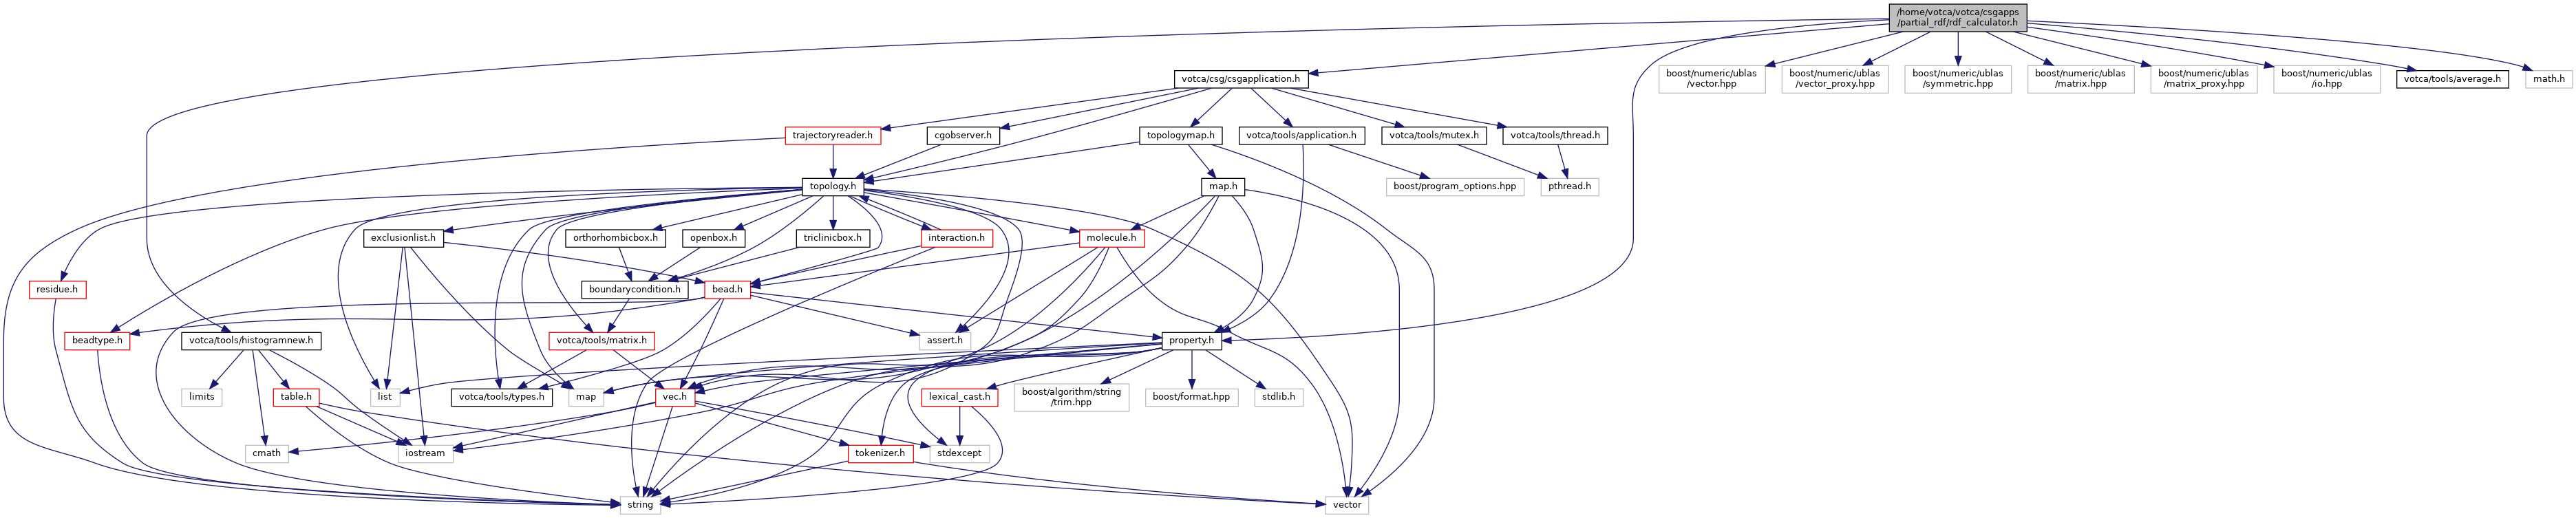 /home/votca/votca/csgapps
/partial_rdf/rdf_calculator.h
votca/csg/csgapplication.h
boost/numeric/ublas
/vector.hpp
boost/numeric/ublas
/vector_proxy.hpp
boost/numeric/ublas
/symmetric.hpp
boost/numeric/ublas
/matrix.hpp
boost/numeric/ublas
/matrix_proxy.hpp
boost/numeric/ublas
/io.hpp
votca/tools/average.h
math.h
trajectoryreader.h
cgobserver.h
topologymap.h
votca/tools/application.h
votca/tools/mutex.h
votca/tools/thread.h
topology.h
map.h
boost/program_options.hpp
pthread.h
exclusionlist.h
orthorhombicbox.h
openbox.h
triclinicbox.h
interaction.h
molecule.h
residue.h
boundarycondition.h
bead.h
beadtype.h
votca/tools/histogramnew.h
votca/tools/matrix.h
assert.h
property.h
limits
table.h
list
votca/tools/types.h
map
vec.h
lexical_cast.h
boost/algorithm/string
/trim.hpp
boost/format.hpp
stdlib.h
cmath
iostream
tokenizer.h
stdexcept
string
vector